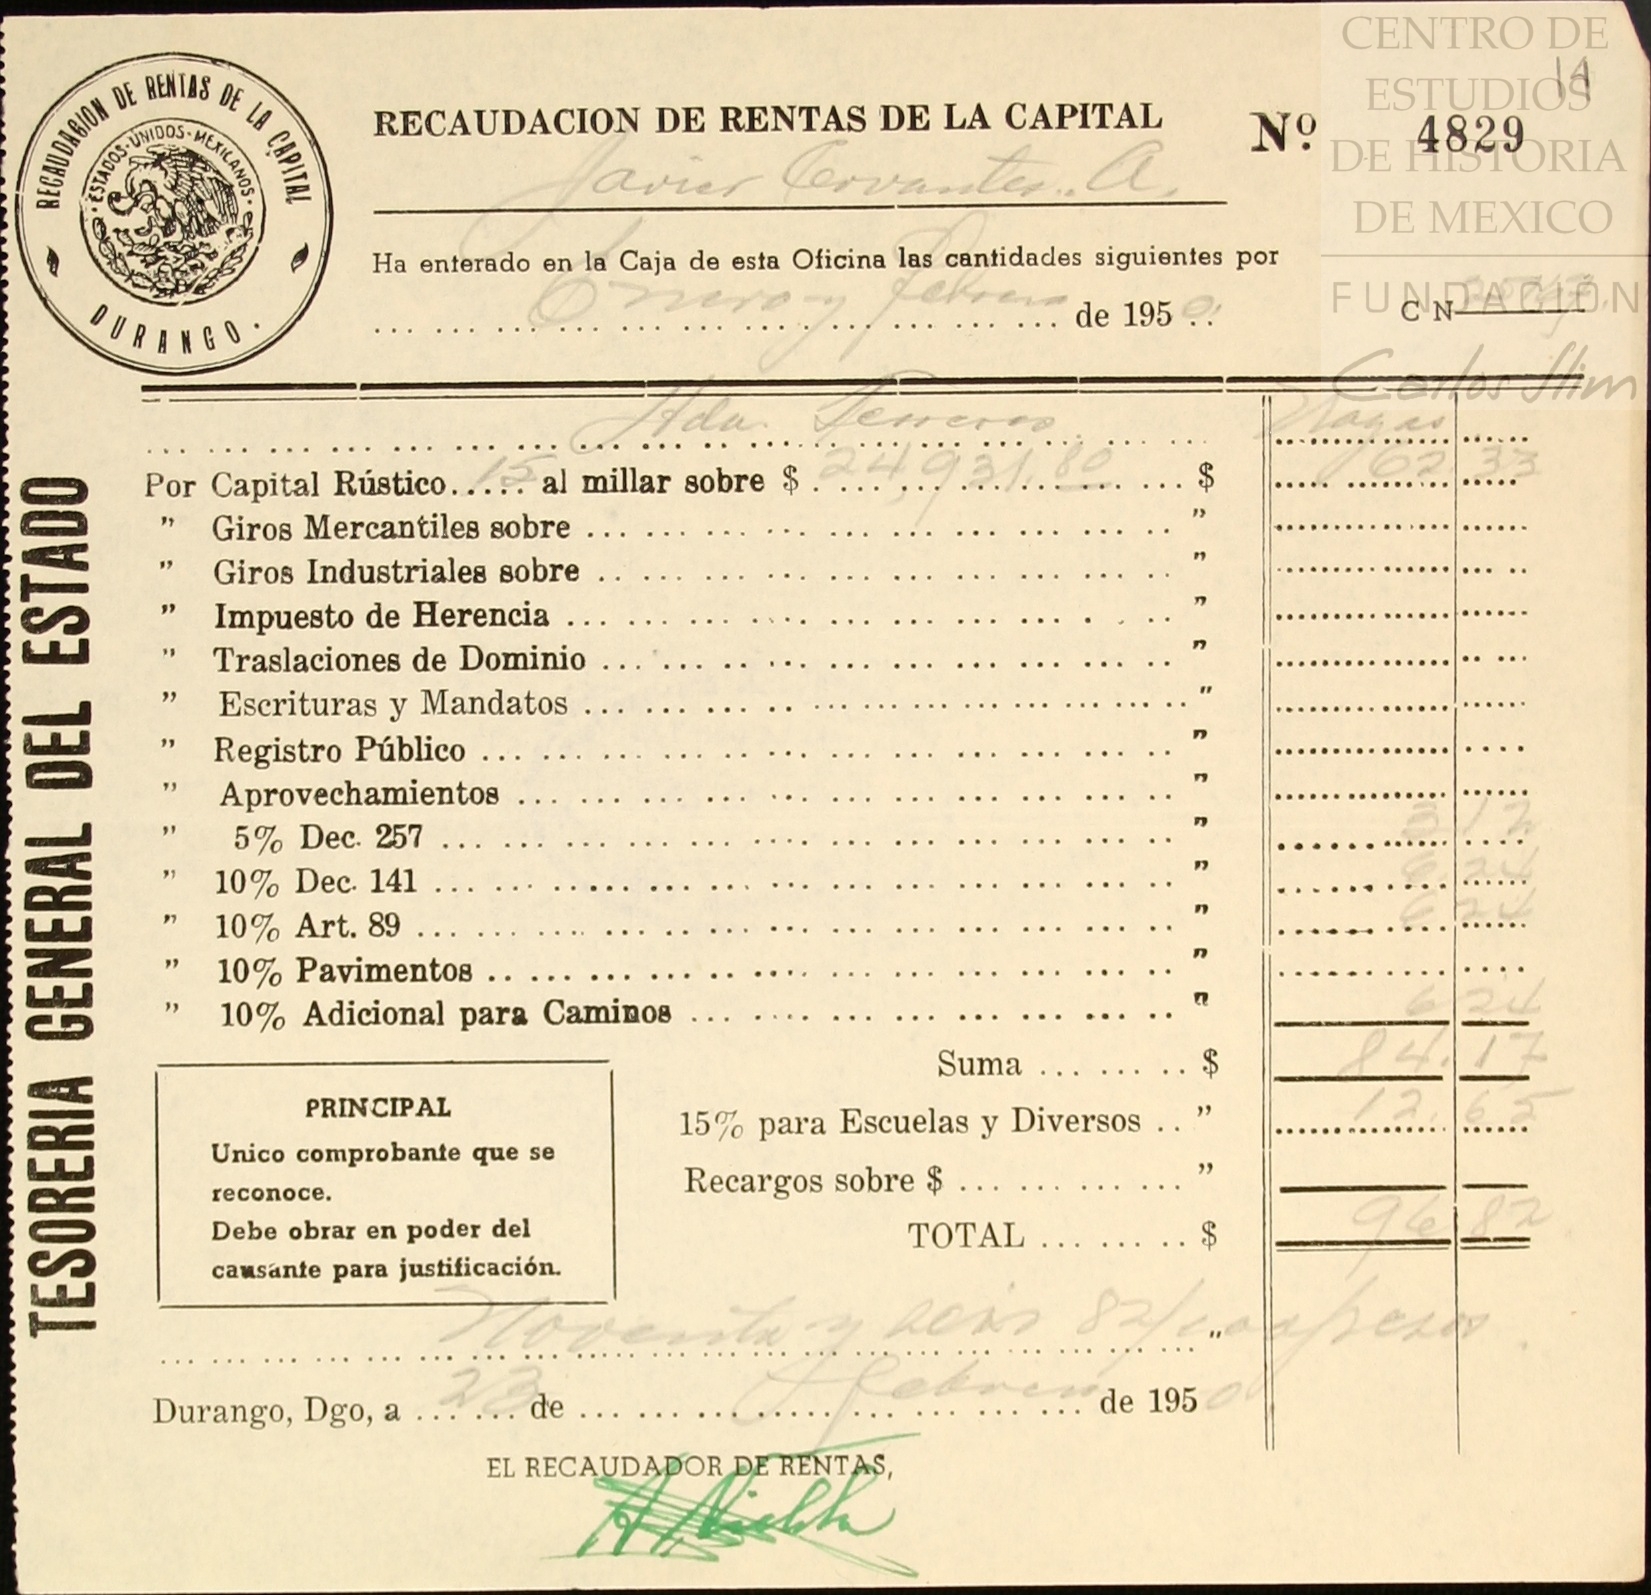 CENTRO DE
ESTUDIOS
DE HISTORIA
DE MEXICO
FUNDACIÓN
Carlos Slim
14
RECAUDACION DE RENTAS DE LA CAPITAL
ESTADOS-UNIDOS-MEXICANOS
DURANGO.
RECAUDACION DE RENTAS DE LA CAPITAL
Nº 4829
Javier Cervantes A.
Ha enterado en la Caja de esta Oficina las cantidades siguientes por
Enero y Febrero de 1950
C N
TESORERIA GENERAL DEL ESTADO
Hda.
Por Capital Rústico 15 al millar sobre $ 24,931.80 $ 62.33
" Giros Mercantiles sobre "
" Giros Industriales sobre "
" Impuesto de Herencia "
" Traslaciones de Dominio "
" Escrituras y Mandatos "
" Registro Público "
" Aprovechamientos "
" 5% Dec. 257 " 3 12
" 10% Dec. 141 " 6 24
" 10% Art. 89 " 6 24
" 10% Pavimentos "
" 10% Adicional para Caminos " 6 24
Suma $ 84.17
15% para Escuelas y Diversos " 12.65
Recargos sobre $ "
TOTAL $ 96 82
PRINCIPAL
Unico comprobante que se
reconoce.
Debe obrar en poder del
causante para justificación.
Noventa y seis 82/100 pesos
Durango, Dgo, a 23 de Febrero de 1950
EL RECAUDADOR DE RENTAS,